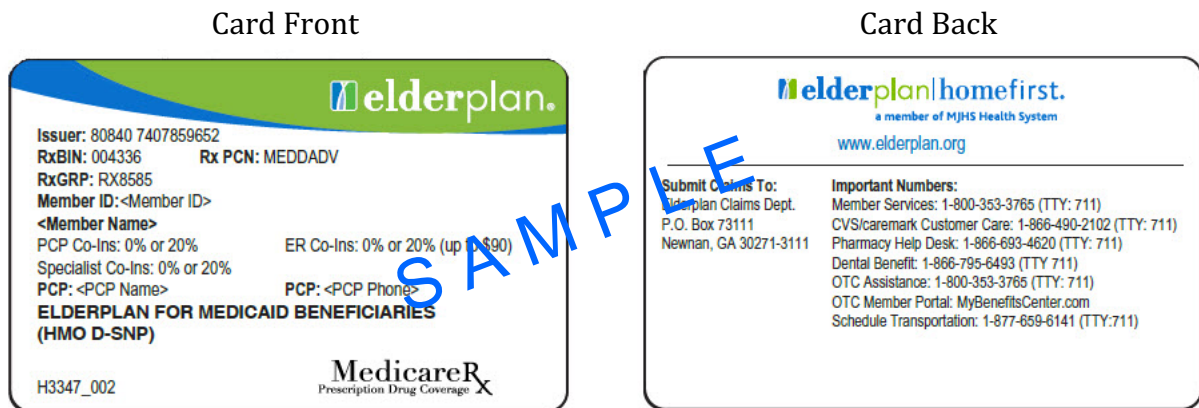 Card Front
elderplan.
Issuer: 80840 7407859652
RxBIN: 004336 Rx PCN: MEDDADV
RxGRP: RX8585
Member ID:<Member ID>
<Member Name>
PCP Co-Ins: 0% or 20% ER Co-Ins: 0% or 20% (up to $90)
Specialist Co-Ins: 0% or 20%
PCP: <PCP Name> PCP: <PCP Phone>
ELDERPLAN FOR MEDICAID BENEFICIARIES
(HMO D-SNP)
H3347_002
MedicareRx
Prescription Drug Coverage
SAMPLE
Card Back
elderplan|homefirst.
a member of MJHS Health System
www.elderplan.org
Submit Claims To:
Elderplan Claims Dept.
P.O. Box 73111
Newnan, GA 30271-3111
Important Numbers:
Member Services: 1-800-353-3765 (TTY: 711)
CVS/caremark Customer Care: 1-866-490-2102 (TTY: 711)
Pharmacy Help Desk: 1-866-693-4620 (TTY: 711)
Dental Benefit: 1-866-795-6493 (TTY 711)
OTC Assistance: 1-800-353-3765 (TTY: 711)
OTC Member Portal: MyBenefitsCenter.com
Schedule Transportation: 1-877-659-6141 (TTY:711)